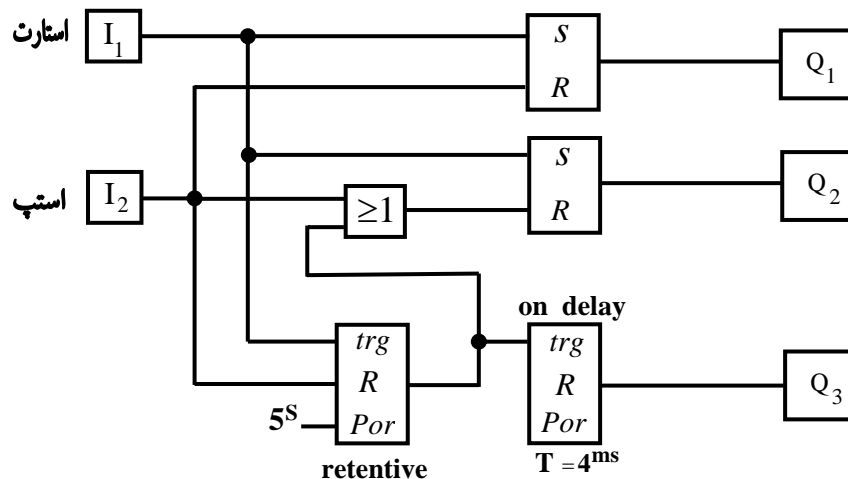 استارت
I1
S
R
Q1
S
R
Q2
استپ
I2
≥1
on delay
trg
R
Por
5S
retentive
trg
R
Por
T = 4ms
Q3